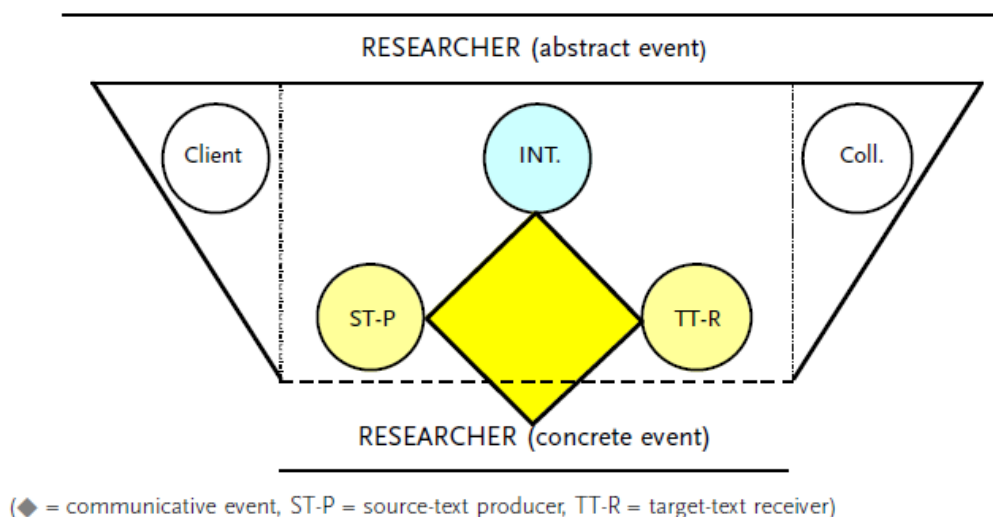 RESEARCHER (abstract event)
Client
INT.
Coll.
ST-P
TT-R
RESEARCHER (concrete event)
(◆ = communicative event, ST-P = source-text producer, TT-R = target-text receiver)